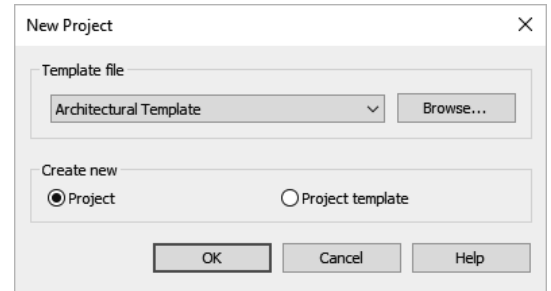 New Project
Template file
Architectural Template Browse...
Create new
Project Project template
OK Cancel Help